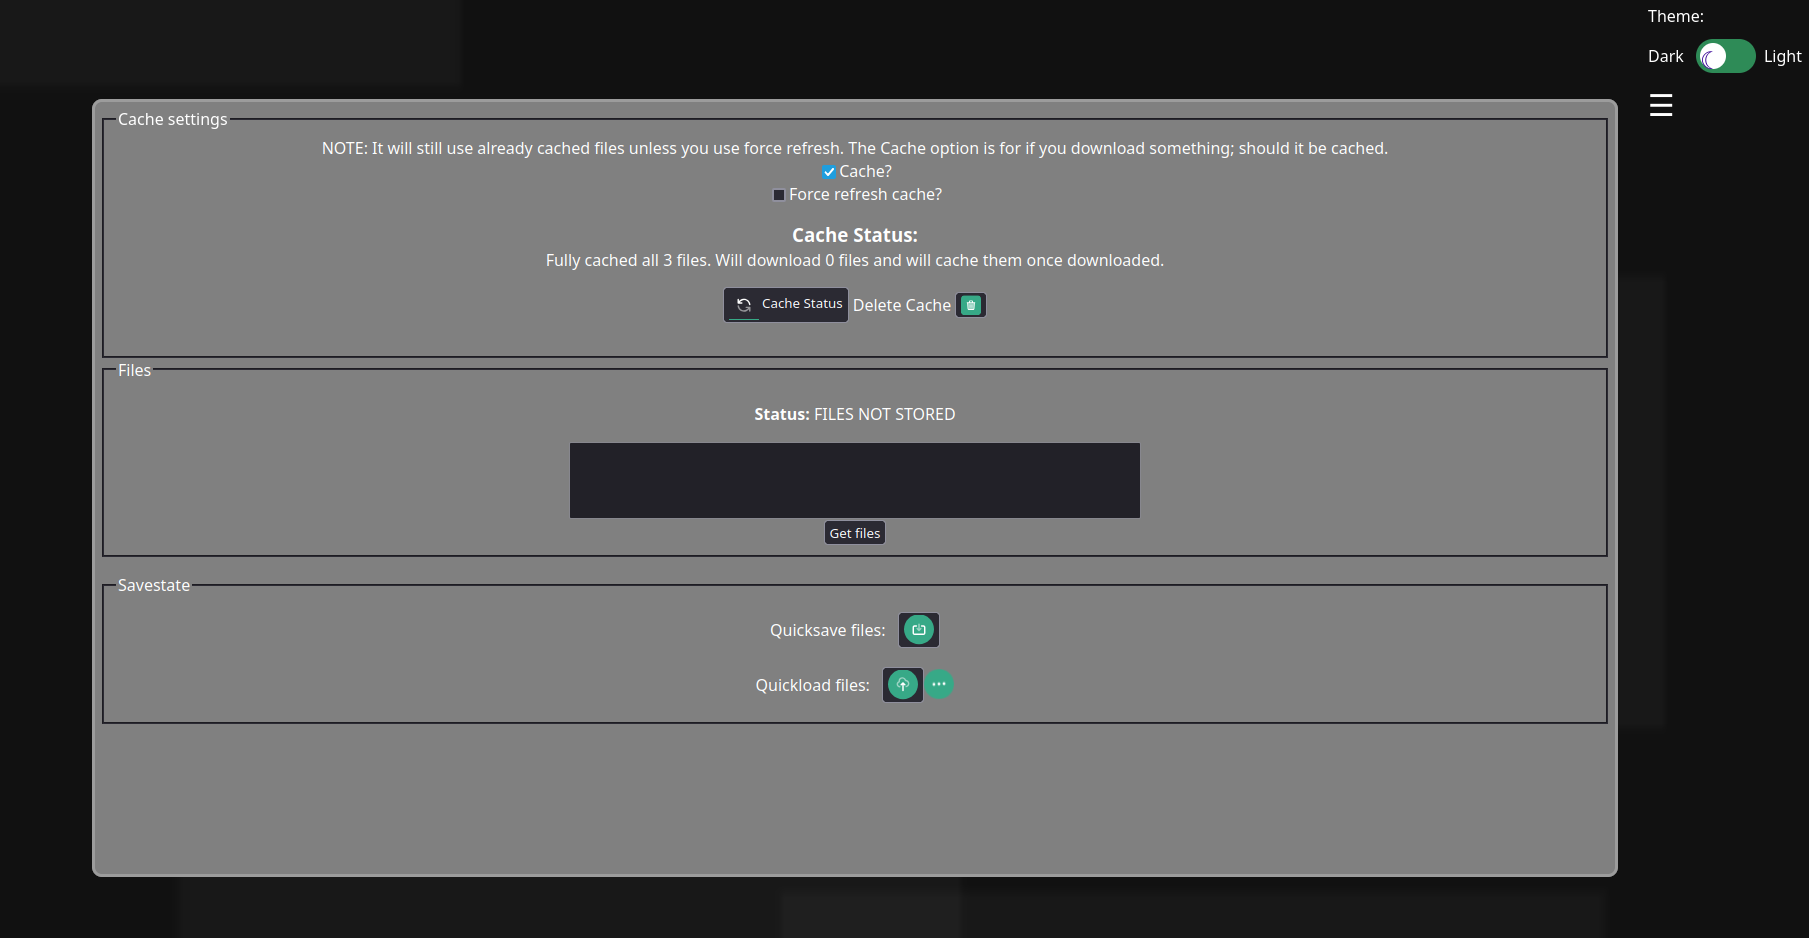 Theme:
Dark Light
Cache settings
NOTE: It will still use already cached files unless you use force refresh. The Cache option is for if you download something; should it be cached.
Cache?
Force refresh cache?
Cache Status:
Fully cached all 3 files. Will download 0 files and will cache them once downloaded.
Cache Status Delete Cache
Files
Status: FILES NOT STORED
Get files
Savestate
Quicksave files:
Quickload files: